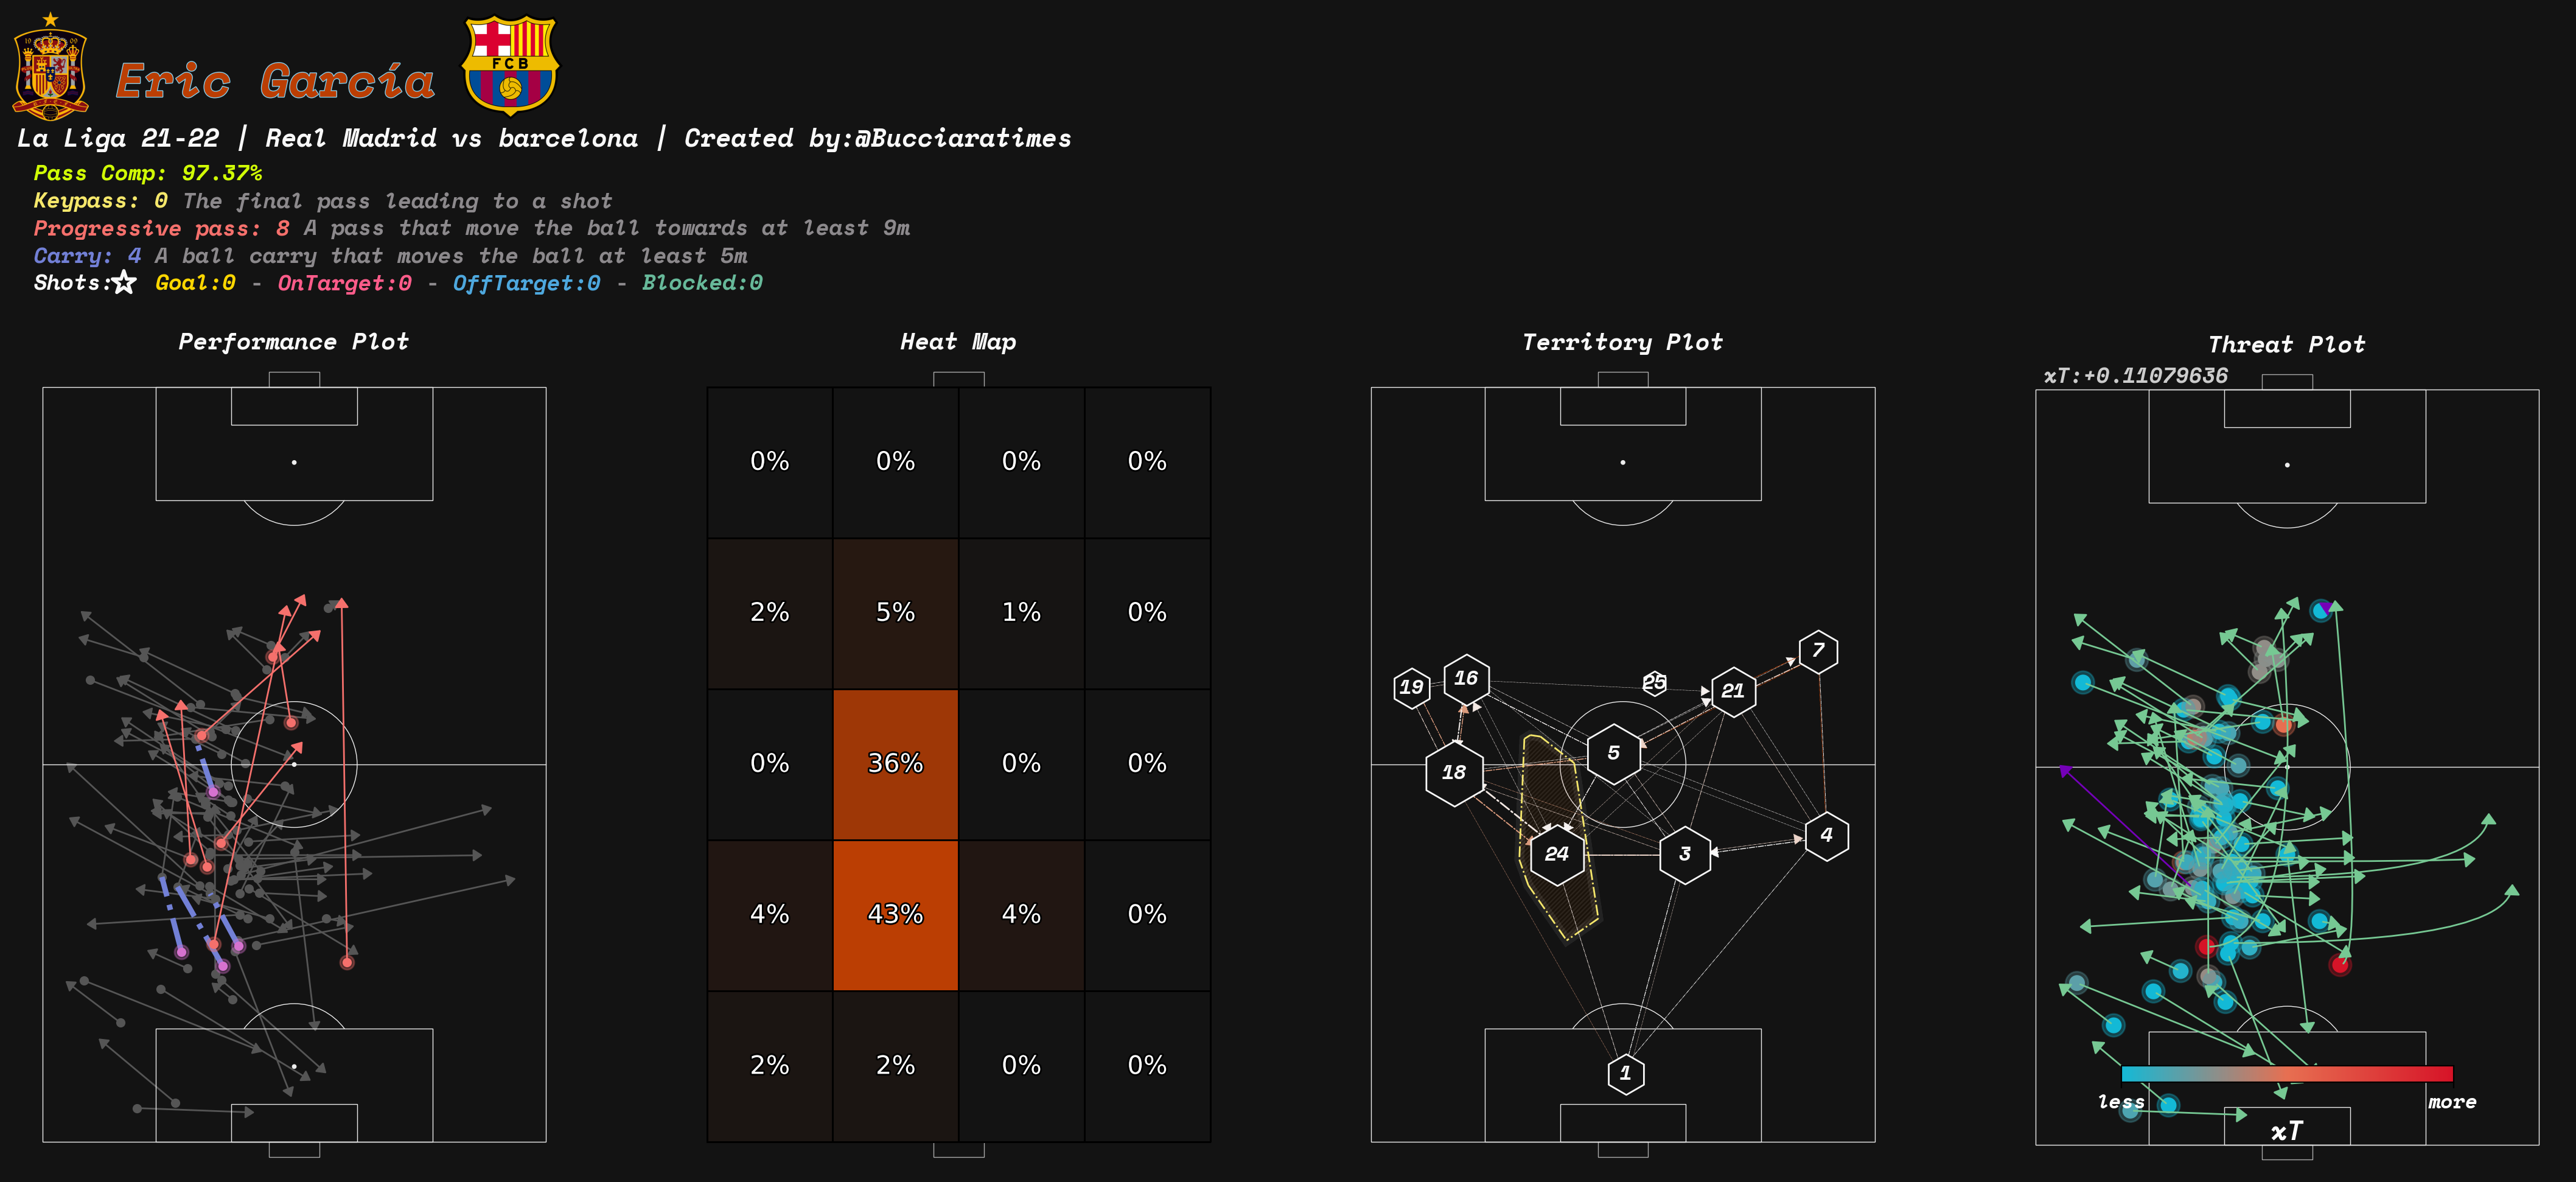 FCB
Eric García
La Liga 21-22 | Real Madrid vs barcelona | Created by:@Bucciaratimes
Pass Comp: 97.37%
Keypass: 0 The final pass leading to a shot
Progressive pass: 8 A pass that move the ball towards at least 9m
Carry: 4 A ball carry that moves the ball at least 5m
Shots: Goal:0 - OnTarget:0 - OffTarget:0 - Blocked:0
Performance Plot
Heat Map
0% 0% 0% 0%
2% 5% 1% 0%
0% 36% 0% 0%
4% 43% 4% 0%
2% 2% 0% 0%
Territory Plot
7
19 16 25 21
5
18
4
24 3
1
Threat Plot
xT:+0.11079636
less more
xT